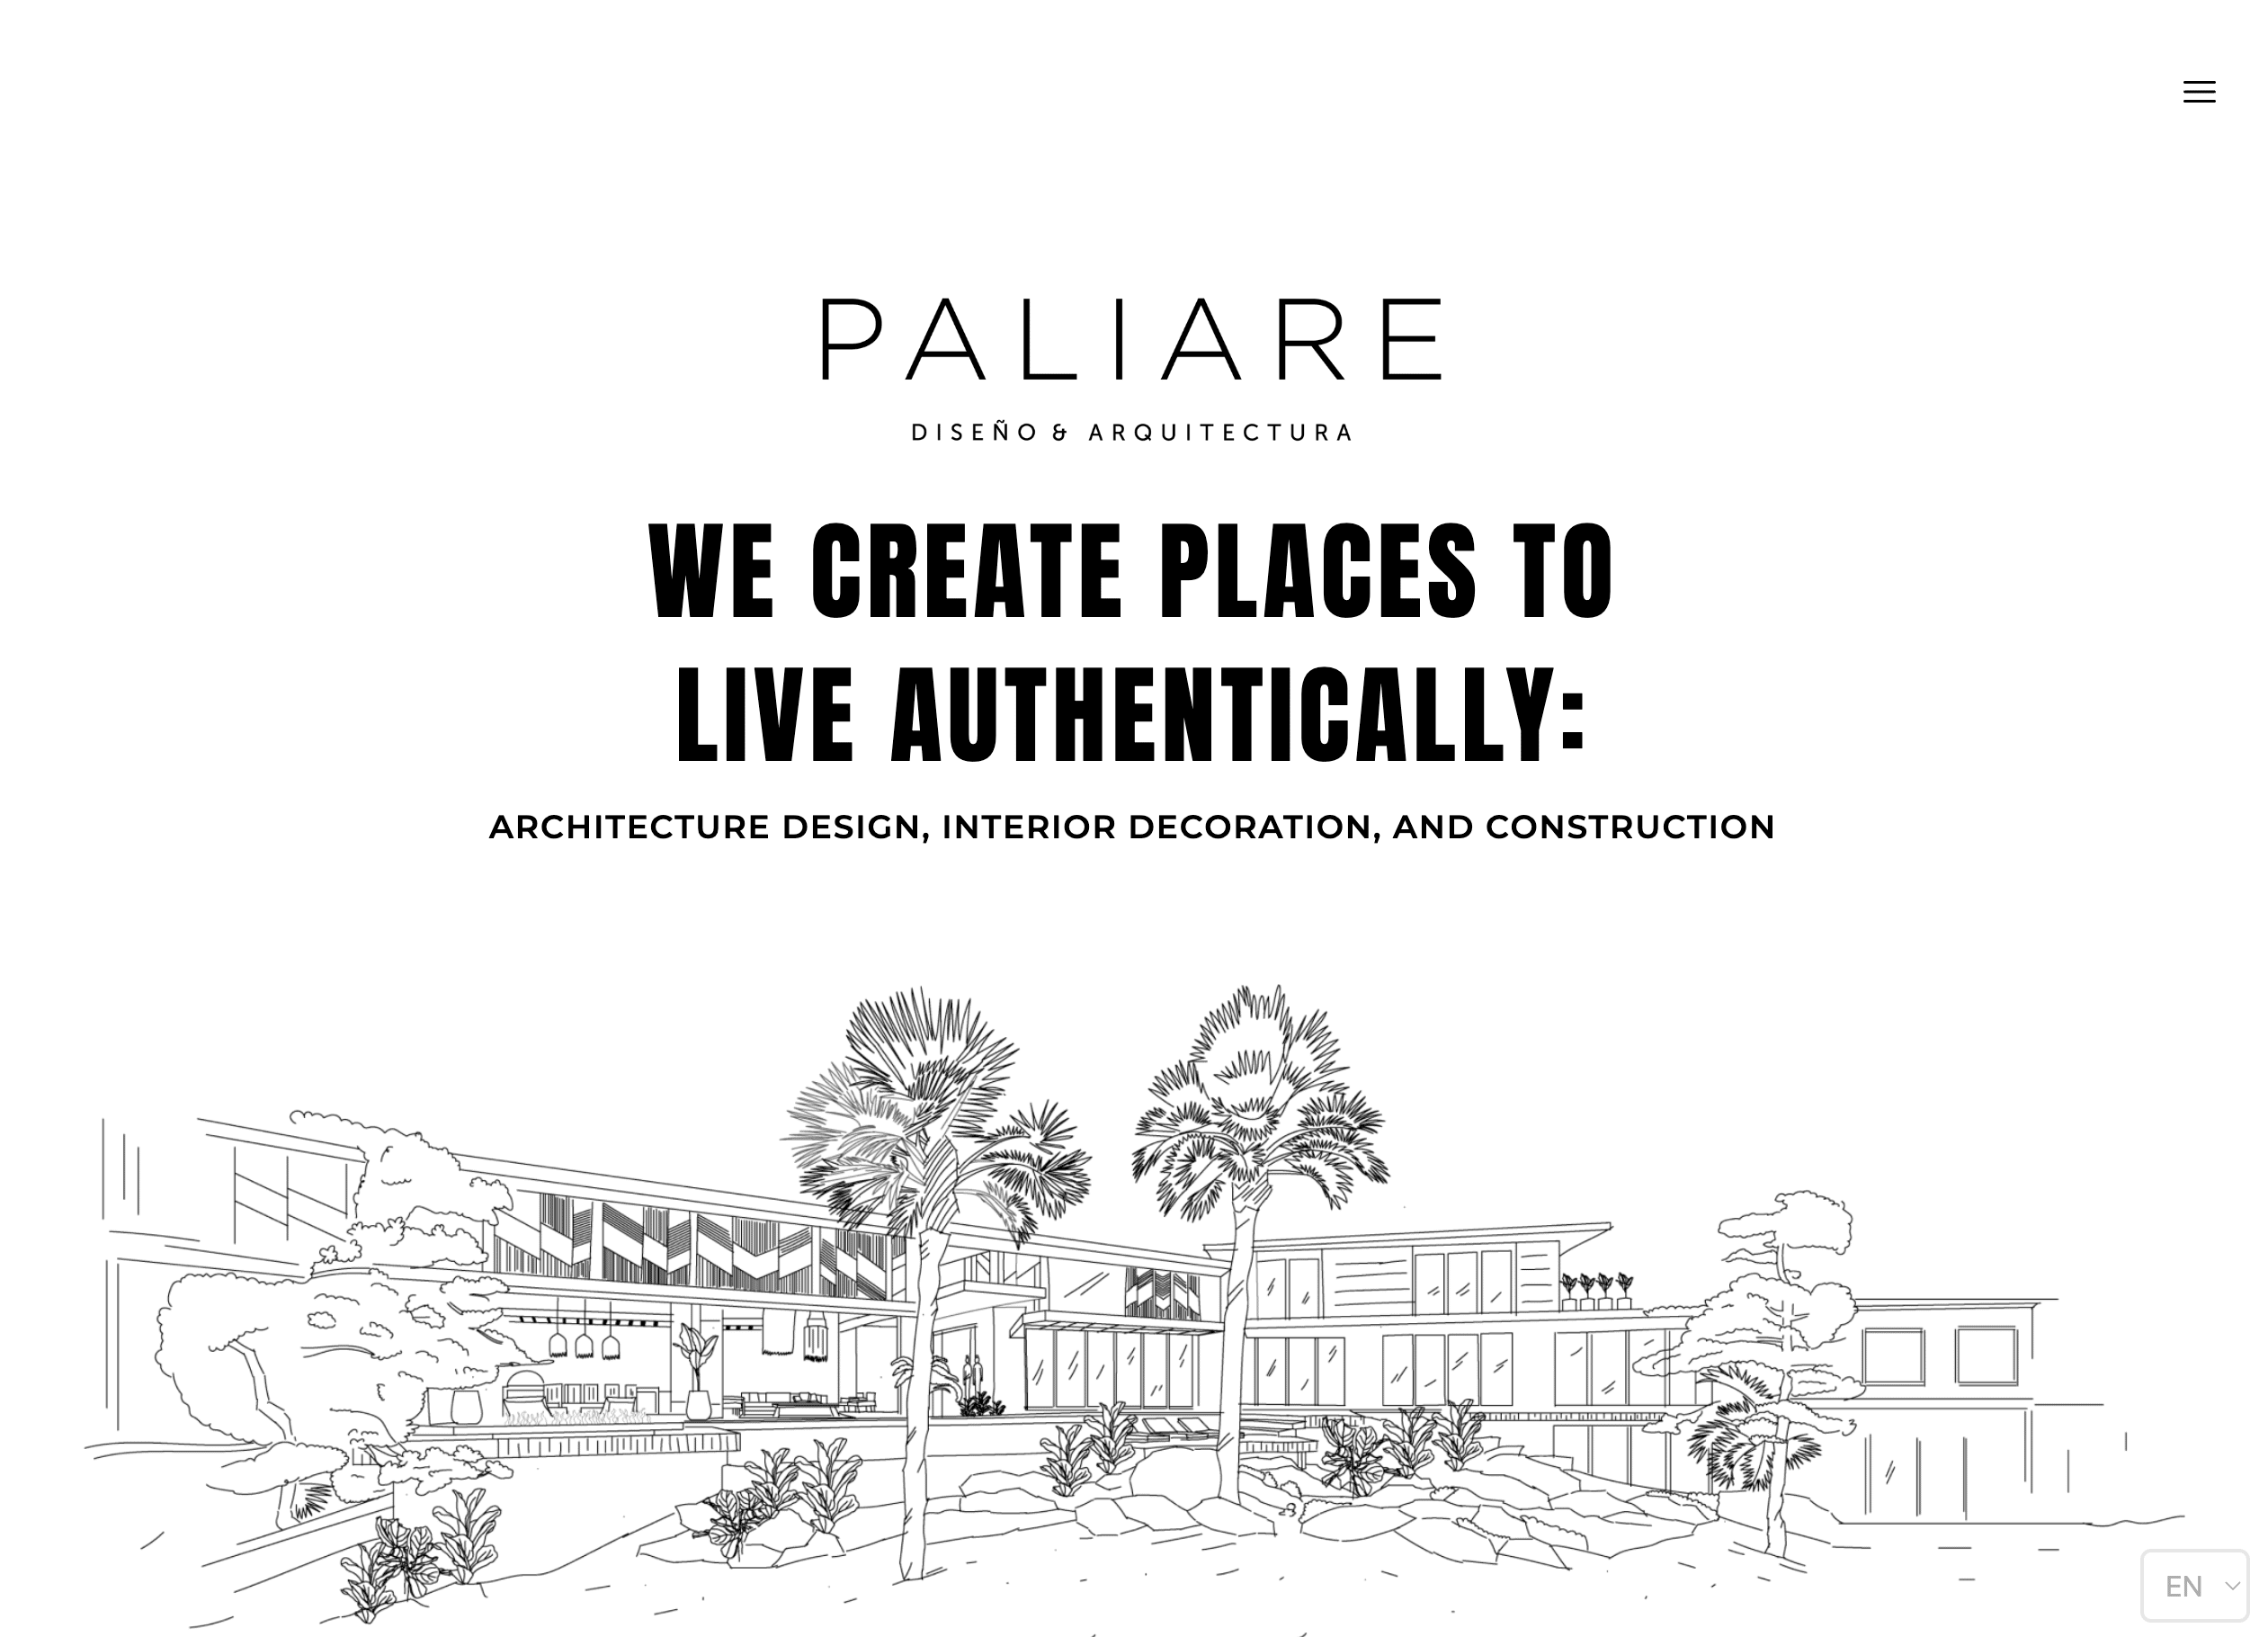 PALIARE
DISEÑO & ARQUITECTURA
WE CREATE PLACES TO
LIVE AUTHENTICALLY:
ARCHITECTURE DESIGN, INTERIOR DECORATION, AND CONSTRUCTION
EN